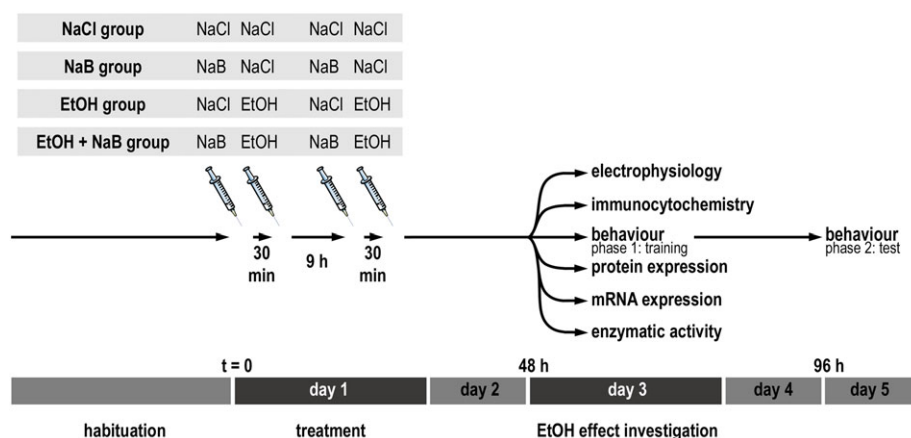 NaCl group NaCl NaCl NaCl NaCl
NaB group NaB NaCl NaB NaCl
EtOH group NaCl EtOH NaCl EtOH
EtOH + NaB group NaB EtOH NaB EtOH
electrophysiology
immunocytochemistry
behaviour
phase 1: training
behaviour
phase 2: test
30
min
9 h
30
min
protein expression
mRNA expression
enzymatic activity
t = 0 48 h 96 h
day 1 day 2 day 3 day 4 day 5
habituation treatment EtOH effect investigation